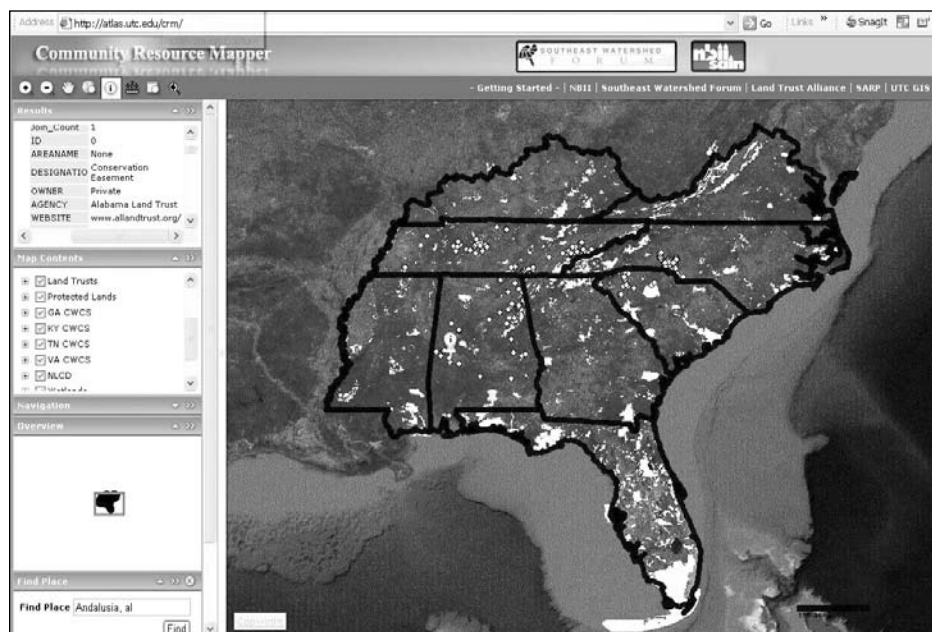 Address http://atlas.utc.edu/crm/ Go Links » SnagIt
Community Resource Mapper
SOUTHEAST WATERSHED
FORUM
nbii
sain
- Getting Started - | NBII | Southeast Watershed Forum | Land Trust Alliance | SARP | UTC GIS
Results
Join_Count 1
ID 0
AREANAME None
DESIGNATIO Conservation Easement
OWNER Private
AGENCY Alabama Land Trust
WEBSITE www.allandtrust.org/
Map Contents
Land Trusts
Protected Lands
GA CWCS
KY CWCS
TN CWCS
VA CWCS
NLCD
Wetlands
Navigation
Overview
Find Place
Find Place Andalusia, al
Find